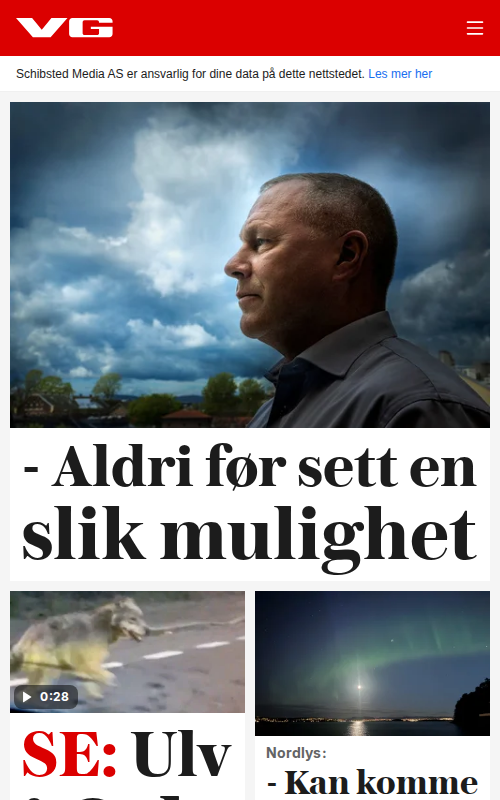 VG
Schibsted Media AS er ansvarlig for dine data på dette nettstedet. Les mer her
- Aldri før sett en
slik mulighet
0:28
SE: Ulv
Nordlys:
- Kan komme